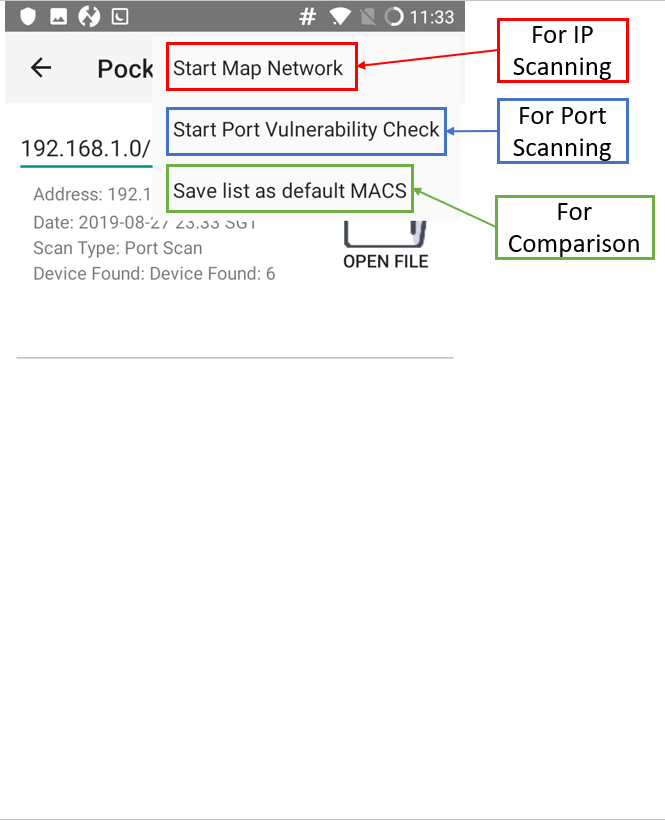 # 11:33
Pock
Start Map Network
For IP
Scanning
192.168.1.0/
Start Port Vulnerability Check
For Port
Scanning
Save list as default MACS
For
Comparison
Address: 192.1
Date: 2019-08-27 23:33 SGT
Scan Type: Port Scan
Device Found: Device Found: 6
OPEN FILE